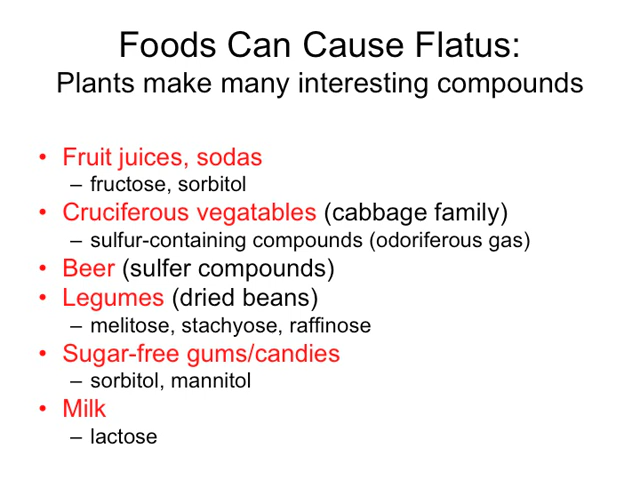 Foods Can Cause Flatus:
Plants make many interesting compounds
• Fruit juices, sodas
– fructose, sorbitol
• Cruciferous vegatables (cabbage family)
– sulfur-containing compounds (odoriferous gas)
• Beer (sulfer compounds)
• Legumes (dried beans)
– melitose, stachyose, raffinose
• Sugar-free gums/candies
– sorbitol, mannitol
• Milk
– lactose